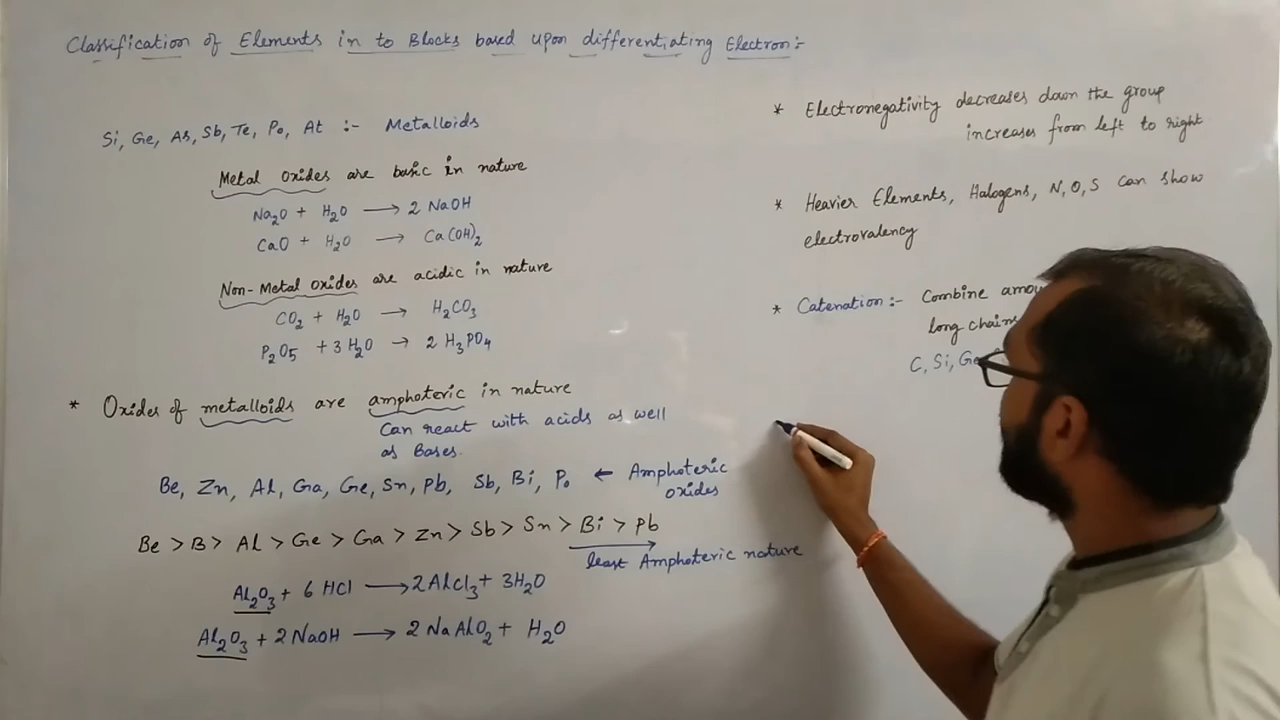 Classification of Elements in to Blocks based upon differentiating Electron:-
Si, Ge, As, Sb, Te, Po, At :- Metalloids
Metal Oxides are basic in nature
Na₂O + H₂O → 2 NaOH
CaO + H₂O → Ca(OH)₂
Non-Metal Oxides are acidic in nature
CO₂ + H₂O → H₂CO₃
P₂O₅ + 3H₂O → 2 H₃PO₄
* Oxides of metalloids are amphoteric in nature
Can react with acids as well
as Bases.
Be, Zn, Al, Ga, Ge, Sn, Pb, Sb, Bi, Po ← Amphoteric
oxides
Be > B > Al > Ge > Ga > Zn > Sb > Sn > Bi > Pb
least Amphoteric nature
Al₂O₃ + 6 HCl → 2AlCl₃ + 3H₂O
Al₂O₃ + 2NaOH → 2 NaAlO₂ + H₂O
* Electronegativity decreases down the group
increases from left to right
* Heavier Elements, Halogens, N, O, S can show
electrovalency
* Catenation :- Combine
long chains
C, Si, Ge